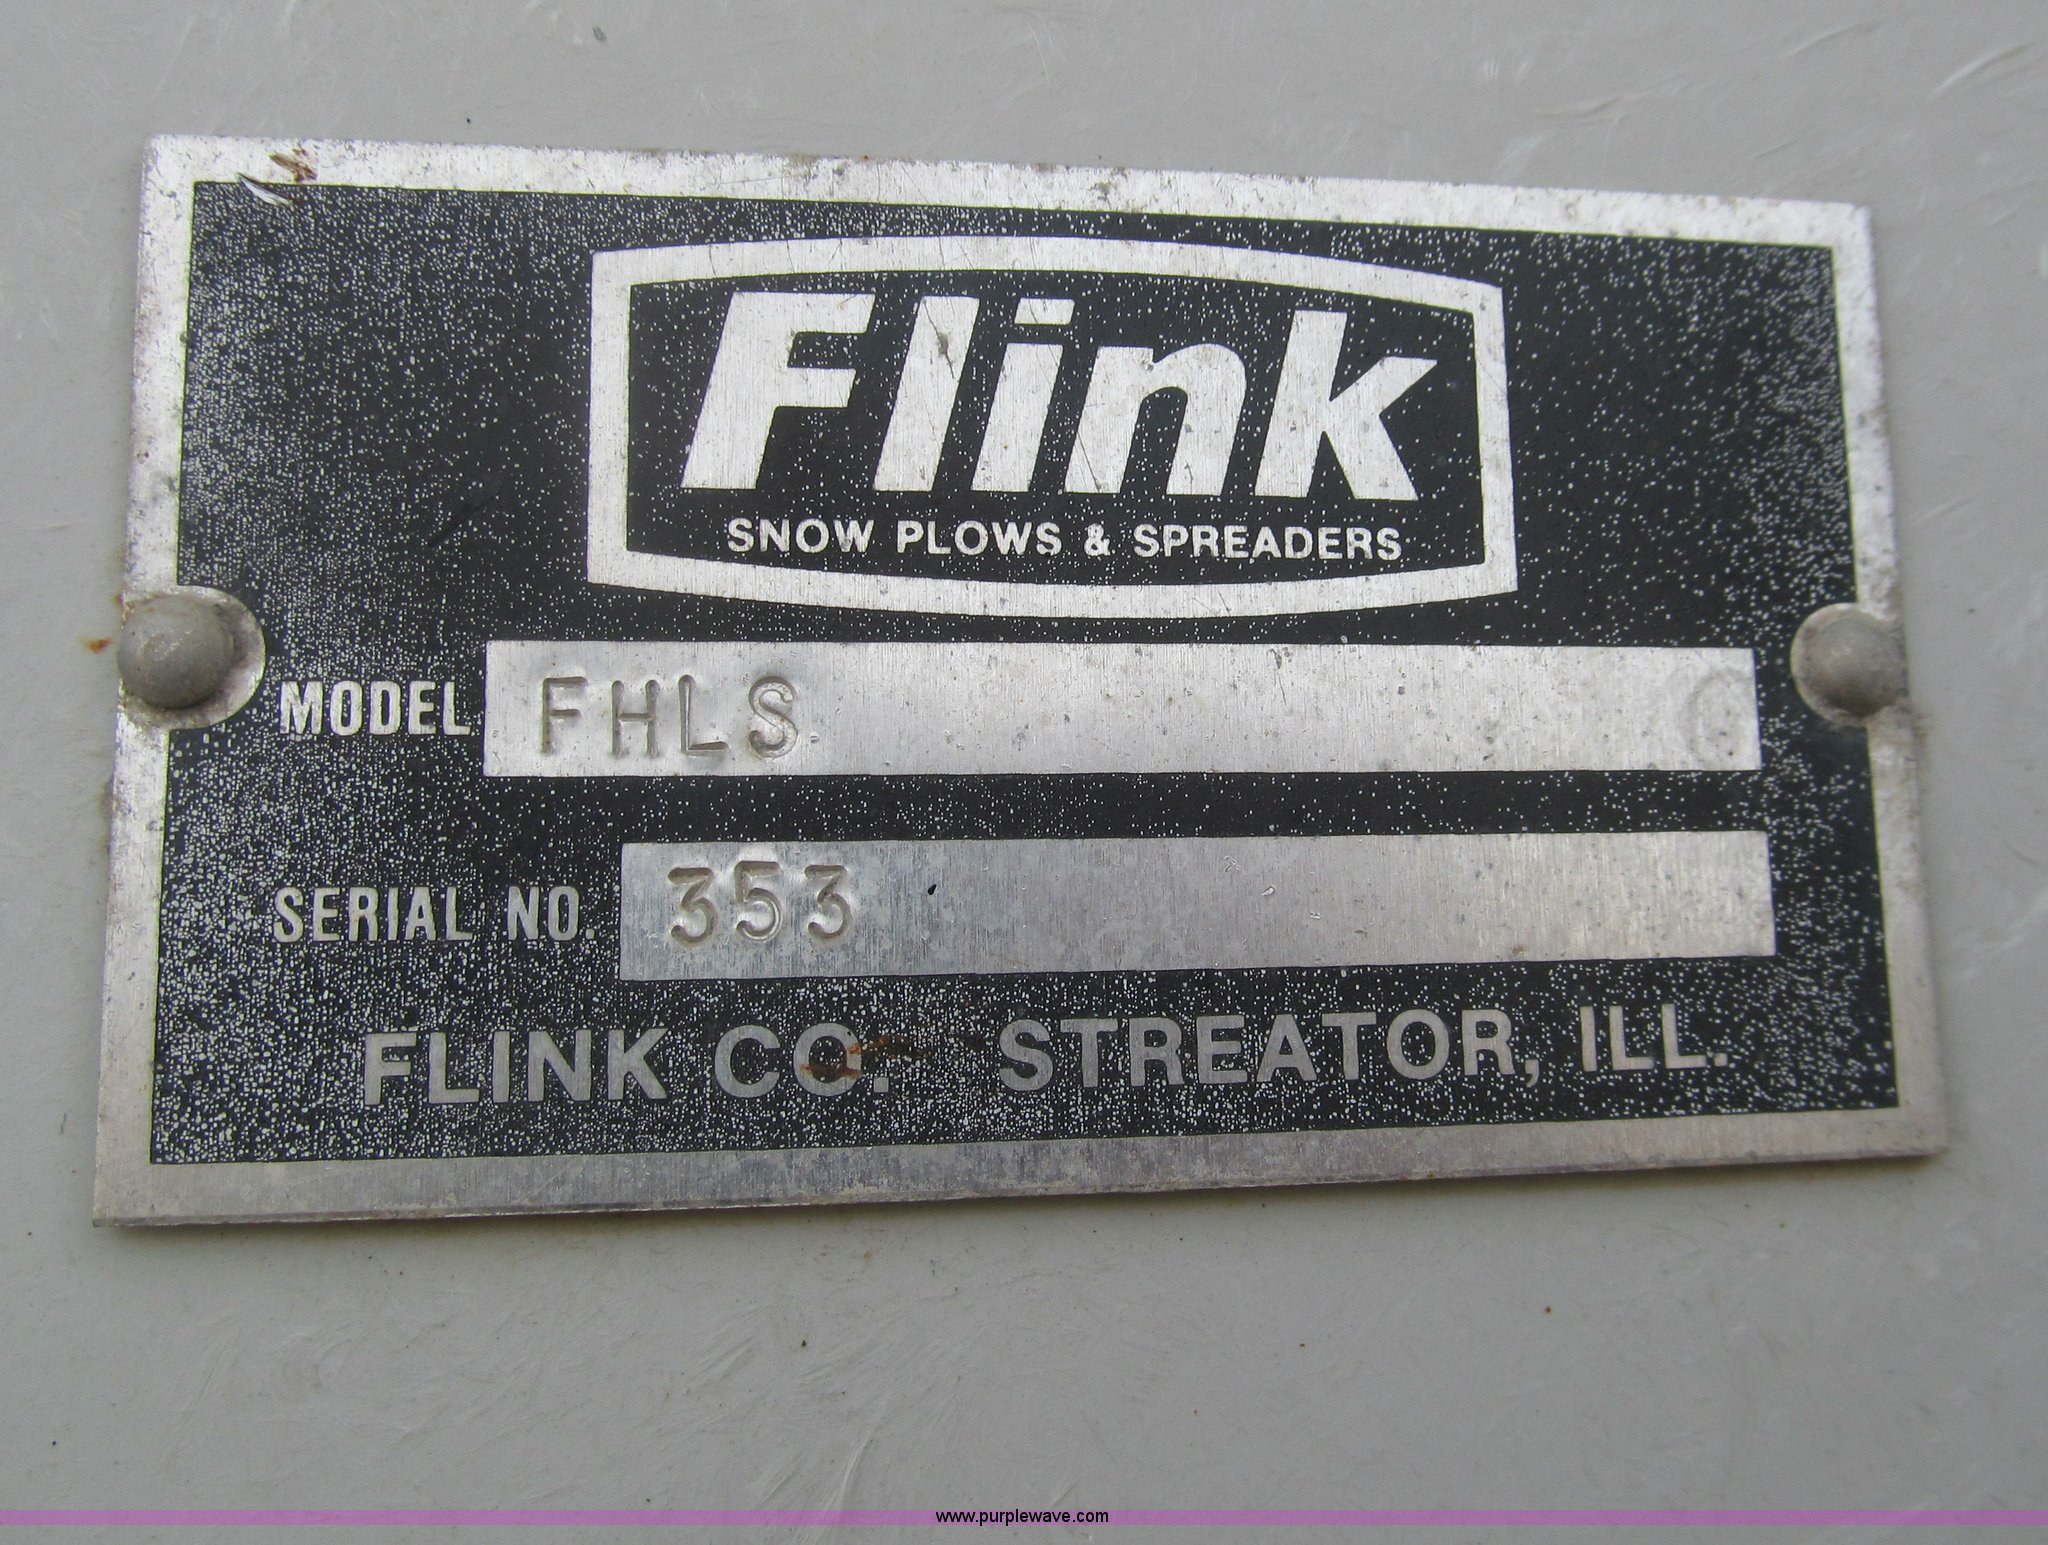 Flink
SNOW PLOWS & SPREADERS
MODEL FHLS
SERIAL NO. 353
FLINK CO. STREATOR, ILL.
www.purplewave.com